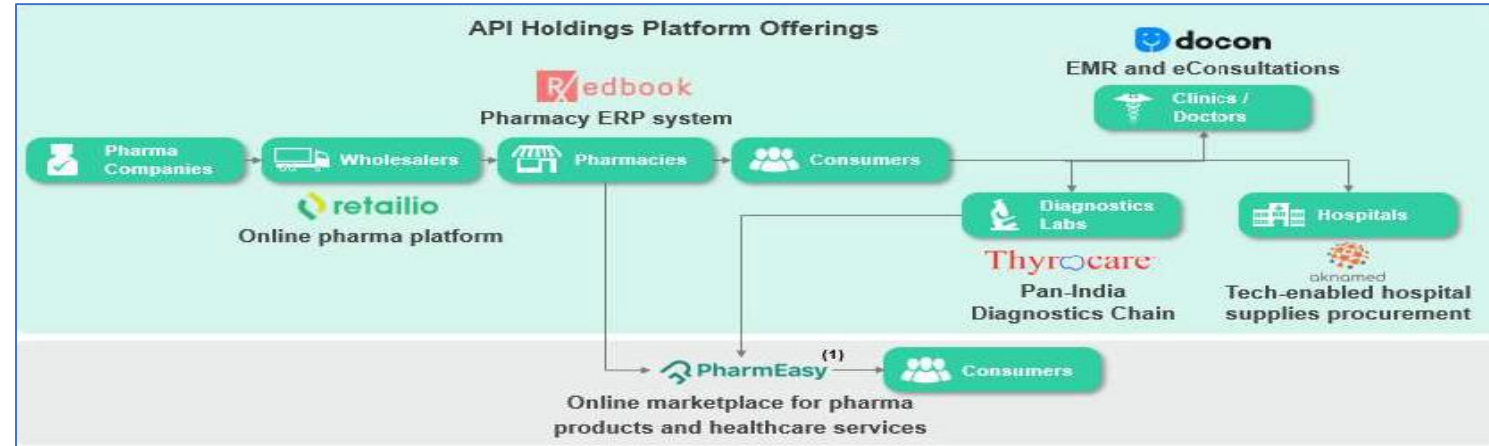 API Holdings Platform Offerings
docon
EMR and eConsultations
Rxedbook
Pharmacy ERP system
Clinics /
Doctors
Pharma
Companies
Wholesalers
Pharmacies
Consumers
retailio
Online pharma platform
Diagnostics
Labs
Hospitals
Thyrocare
Pan-India
Diagnostics Chain
aknamed
Tech-enabled hospital
supplies procurement
PharmEasy (1)
Consumers
Online marketplace for pharma
products and healthcare services